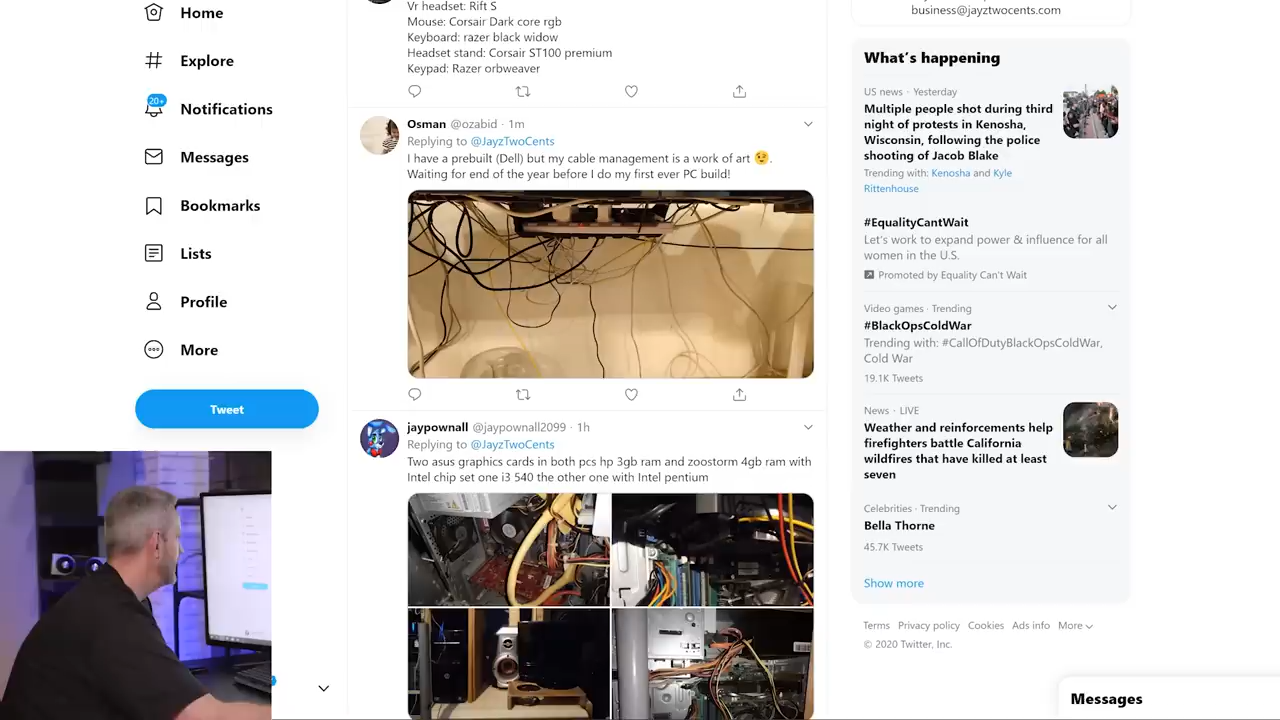 Home
Explore
20+
Notifications
Messages
Bookmarks
Lists
Profile
More
Tweet
Vr headset: Rift S
Mouse: Corsair Dark core rgb
Keyboard: razer black widow
Headset stand: Corsair ST100 premium
Keypad: Razer orbweaver
Osman @ozabid · 1m
Replying to @JayzTwoCents
I have a prebuilt (Dell) but my cable management is a work of art 😉.
Waiting for end of the year before I do my first ever PC build!
jaypownall @jaypownall2099 · 1h
Replying to @JayzTwoCents
Two asus graphics cards in both pcs hp 3gb ram and zoostorm 4gb ram with
Intel chip set one i3 540 the other one with Intel pentium
business@jayztwocents.com
What's happening
US news · Yesterday
Multiple people shot during third
night of protests in Kenosha,
Wisconsin, following the police
shooting of Jacob Blake
Trending with: Kenosha and Kyle
Rittenhouse
#EqualityCantWait
Let's work to expand power & influence for all
women in the U.S.
Promoted by Equality Can't Wait
Video games · Trending
#BlackOpsColdWar
Trending with: #CallOfDutyBlackOpsColdWar,
Cold War
19.1K Tweets
News · LIVE
Weather and reinforcements help
firefighters battle California
wildfires that have killed at least
seven
Celebrities · Trending
Bella Thorne
45.7K Tweets
Show more
Terms Privacy policy Cookies Ads info More
© 2020 Twitter, Inc.
Messages